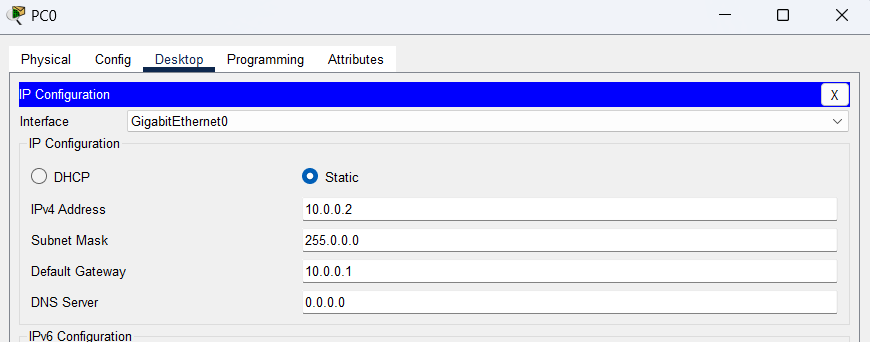 PC0
Physical Config Desktop Programming Attributes
IP Configuration X
Interface GigabitEthernet0
IP Configuration
DHCP Static
IPv4 Address 10.0.0.2
Subnet Mask 255.0.0.0
Default Gateway 10.0.0.1
DNS Server 0.0.0.0
IPv6 Configuration